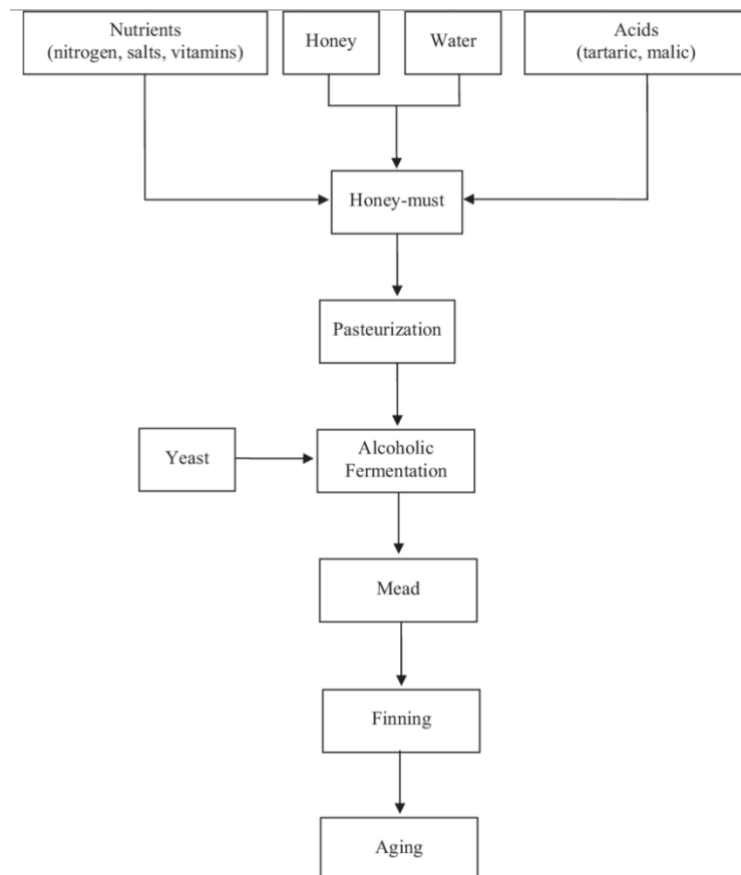 Nutrients
(nitrogen, salts, vitamins)
Honey
Water
Acids
(tartaric, malic)
Honey-must
Pasteurization
Yeast
Alcoholic
Fermentation
Mead
Finning
Aging